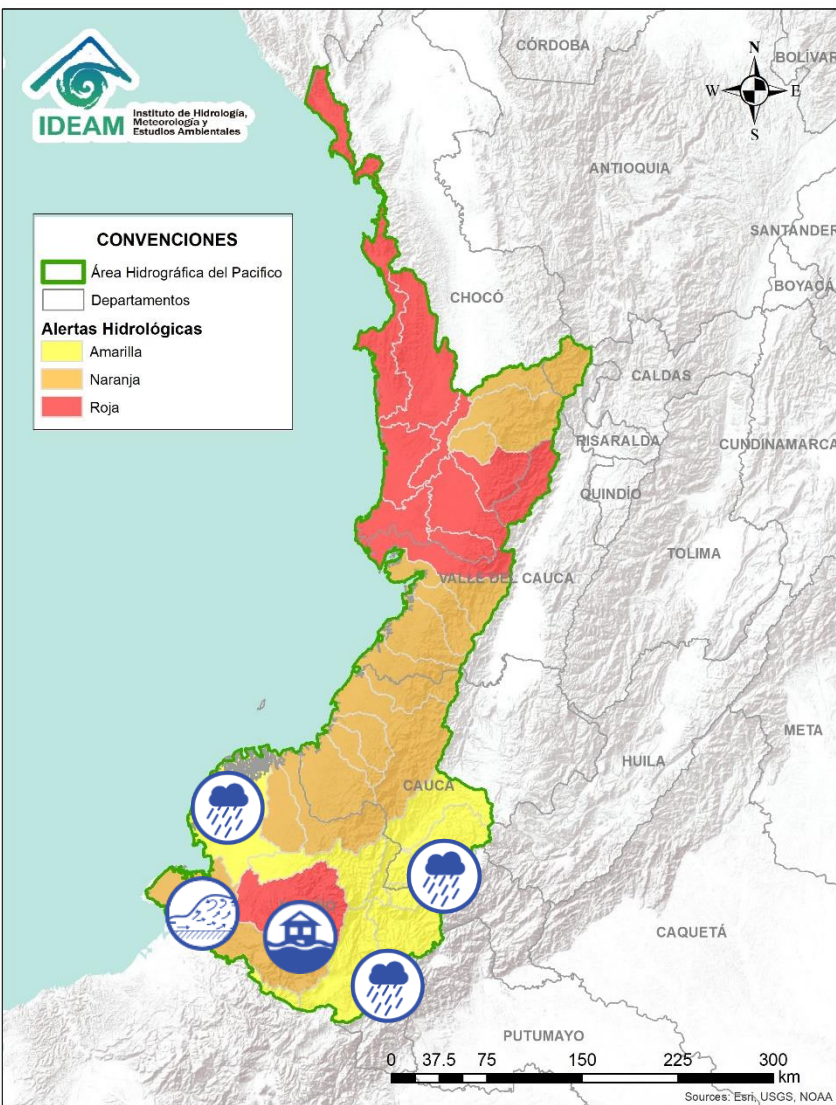 IDEAM
Instituto de Hidrología,
Meteorología y
Estudios Ambientales
CÓRDOBA
BOLÍVAR
N
W
E
S
ANTIOQUIA
SANTANDER
BOYACÁ
CONVENCIONES
Área Hidrográfica del Pacifico
Departamentos
Alertas Hidrológicas
Amarilla
Naranja
Roja
CHOCÓ
CALDAS
RISARALDA
CUNDINAMARCA
QUINDÍO
TOLIMA
VALLE DEL CAUCA
META
HUILA
CAUCA
CAQUETÁ
PUTUMAYO
0 37.5 75 150 225 300
km
Sources: Esri, USGS, NOAA